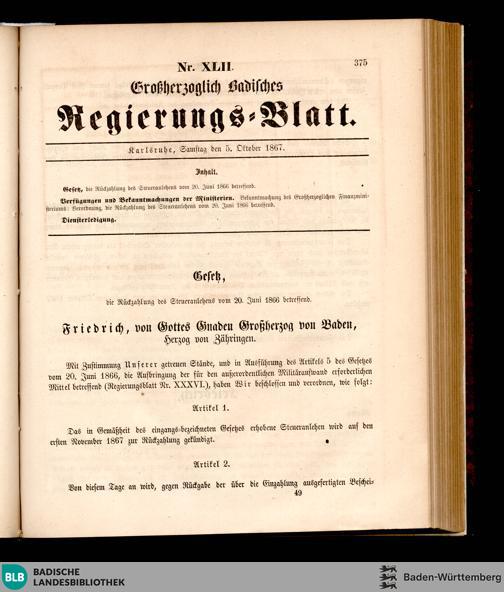 Nr. XLII. 375
Großherzoglich Badisches
Regierungs-Blatt.
Karlsruhe, Samstag den 5. Oktober 1867.
Inhalt.
Gesetz, die Rückzahlung des Steueranlehens vom 20. Juni 1866 betreffend.
Verfügungen und Bekanntmachungen der Ministerien. Bekanntmachung des Großherzoglichen Finanzmini-
steriums: Verordnung, die Rückzahlung des Steueranlehens vom 20. Juni 1866 betreffend.
Diensterledigung.
Gesetz,
die Rückzahlung des Steueranlehens vom 20. Juni 1866 betreffend.
Friedrich, von Gottes Gnaden Großherzog von Baden,
Herzog von Zähringen.
Mit Zustimmung Unserer getreuen Stände, und in Ausführung des Artikels 5 des Gesetzes
vom 20. Juni 1866, die Aufbringung der für den außerordentlichen Militäraufwand erforderlichen
Mittel betreffend (Regierungsblatt Nr. XXXVI.), haben Wir beschlossen und verordnen, wie folgt:
Artikel 1.
Das in Gemäßheit des eingangs-bezeichneten Gesetzes erhobene Steueranlehen wird auf den
ersten November 1867 zur Rückzahlung gekündigt.
Artikel 2.
Von diesem Tage an wird, gegen Rückgabe der über die Einzahlung ausgefertigten Beschei-
49
BLB BADISCHE
LANDESBIBLIOTHEK
Baden-Württemberg